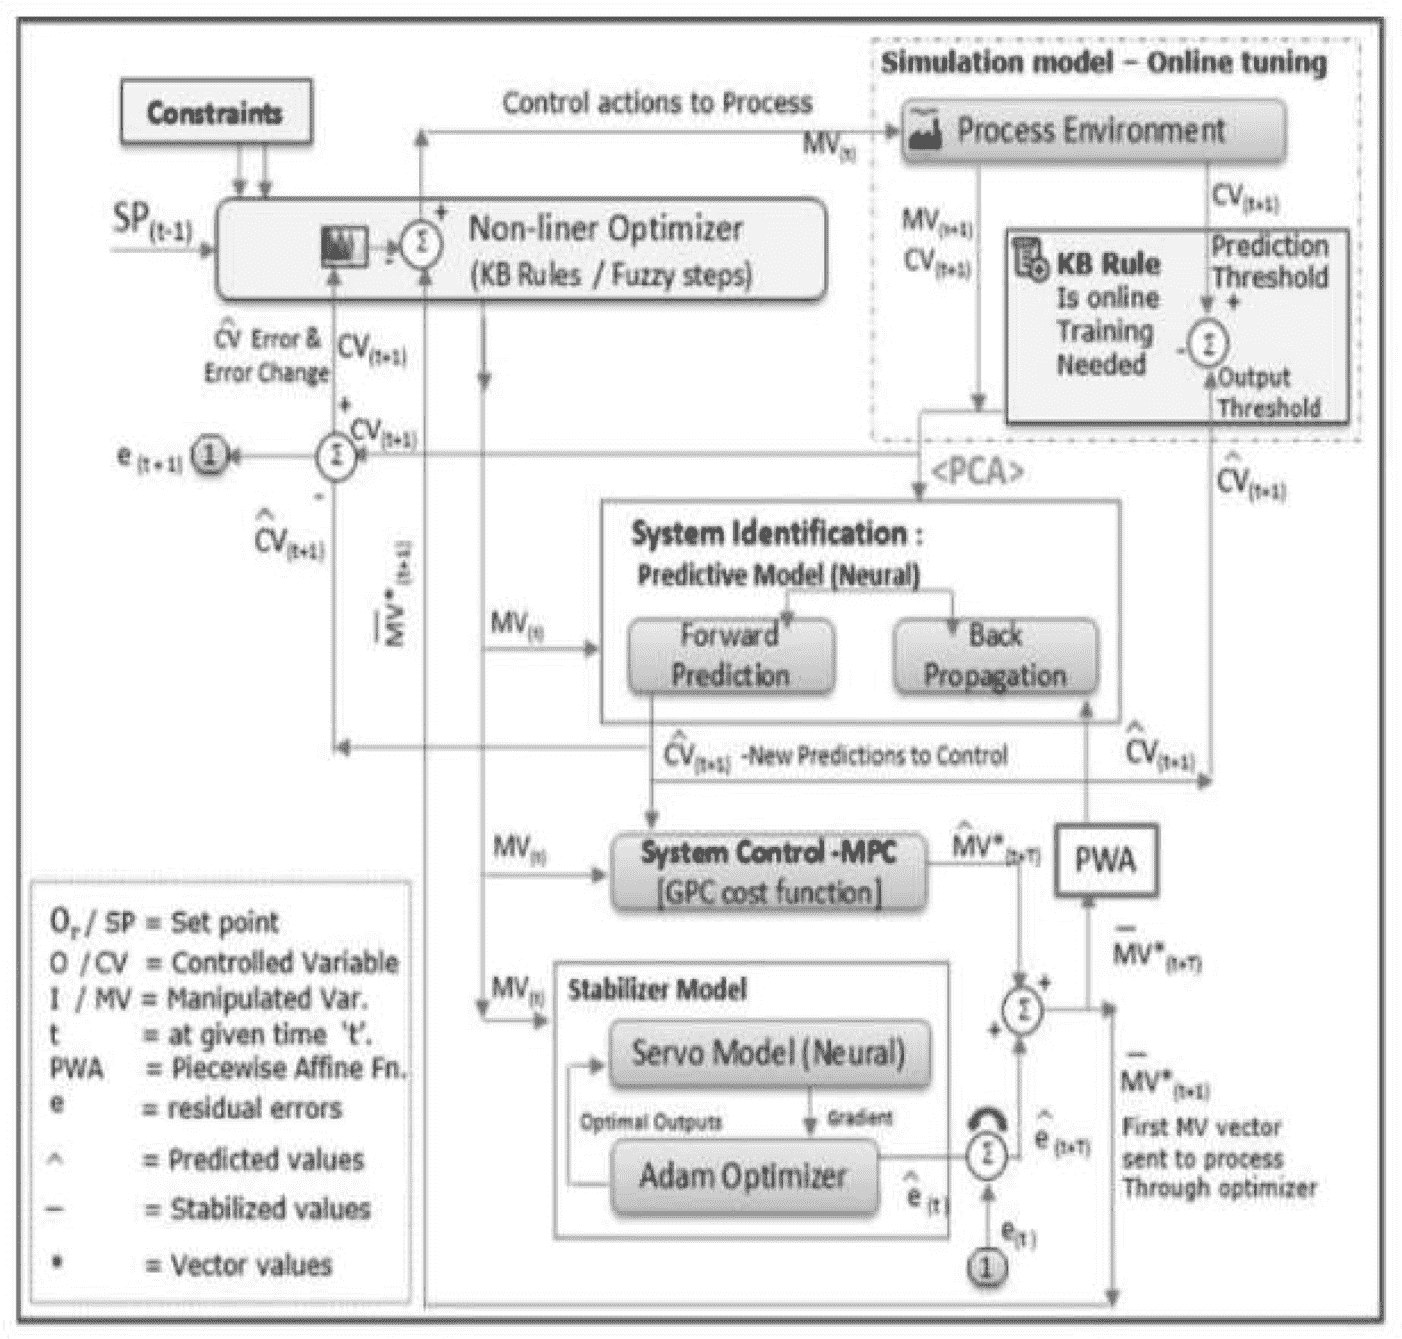 Simulation model – Online tuning
Constraints
Control actions to Process
MV(t)
Process Environment
SP(t-1)
Σ
+
-
Non-liner Optimizer
(KB Rules / Fuzzy steps)
MV(t+1)
CV(t+1)
CV(t+1)
KB Rule
Is online
Training
Needed
Prediction
Threshold
+
Σ
-
Output
Threshold
ĈV Error &
Error Change
CV(t+1)
+
CV(t+1)
e(t+1)
1
Σ
-
ĈV(t+1)
<PCA>
ĈV(t+1)
M̅V*(t+1)
System Identification :
Predictive Model (Neural)
MV(t)
Forward
Prediction
Back
Propagation
ĈV(t+1) -New Predictions to Control
ĈV(t+1)
MV(t)
System Control -MPC
[GPC cost function]
M̂V*(t+T)
PWA
M̅V*(t+T)
MV(t)
Stabilizer Model
Servo Model (Neural)
Optimal Outputs
Gradient
Adam Optimizer
ê(t)
Σ
ê(t+T)
+
Σ
+
e(t)
1
M̅V*(t+1)
First MV vector
sent to process
Through optimizer
Or / SP = Set point
O / CV = Controlled Variable
I / MV = Manipulated Var.
t = at given time 't'.
PWA = Piecewise Affine Fn.
e = residual errors
^ = Predicted values
– = Stabilized values
* = Vector values